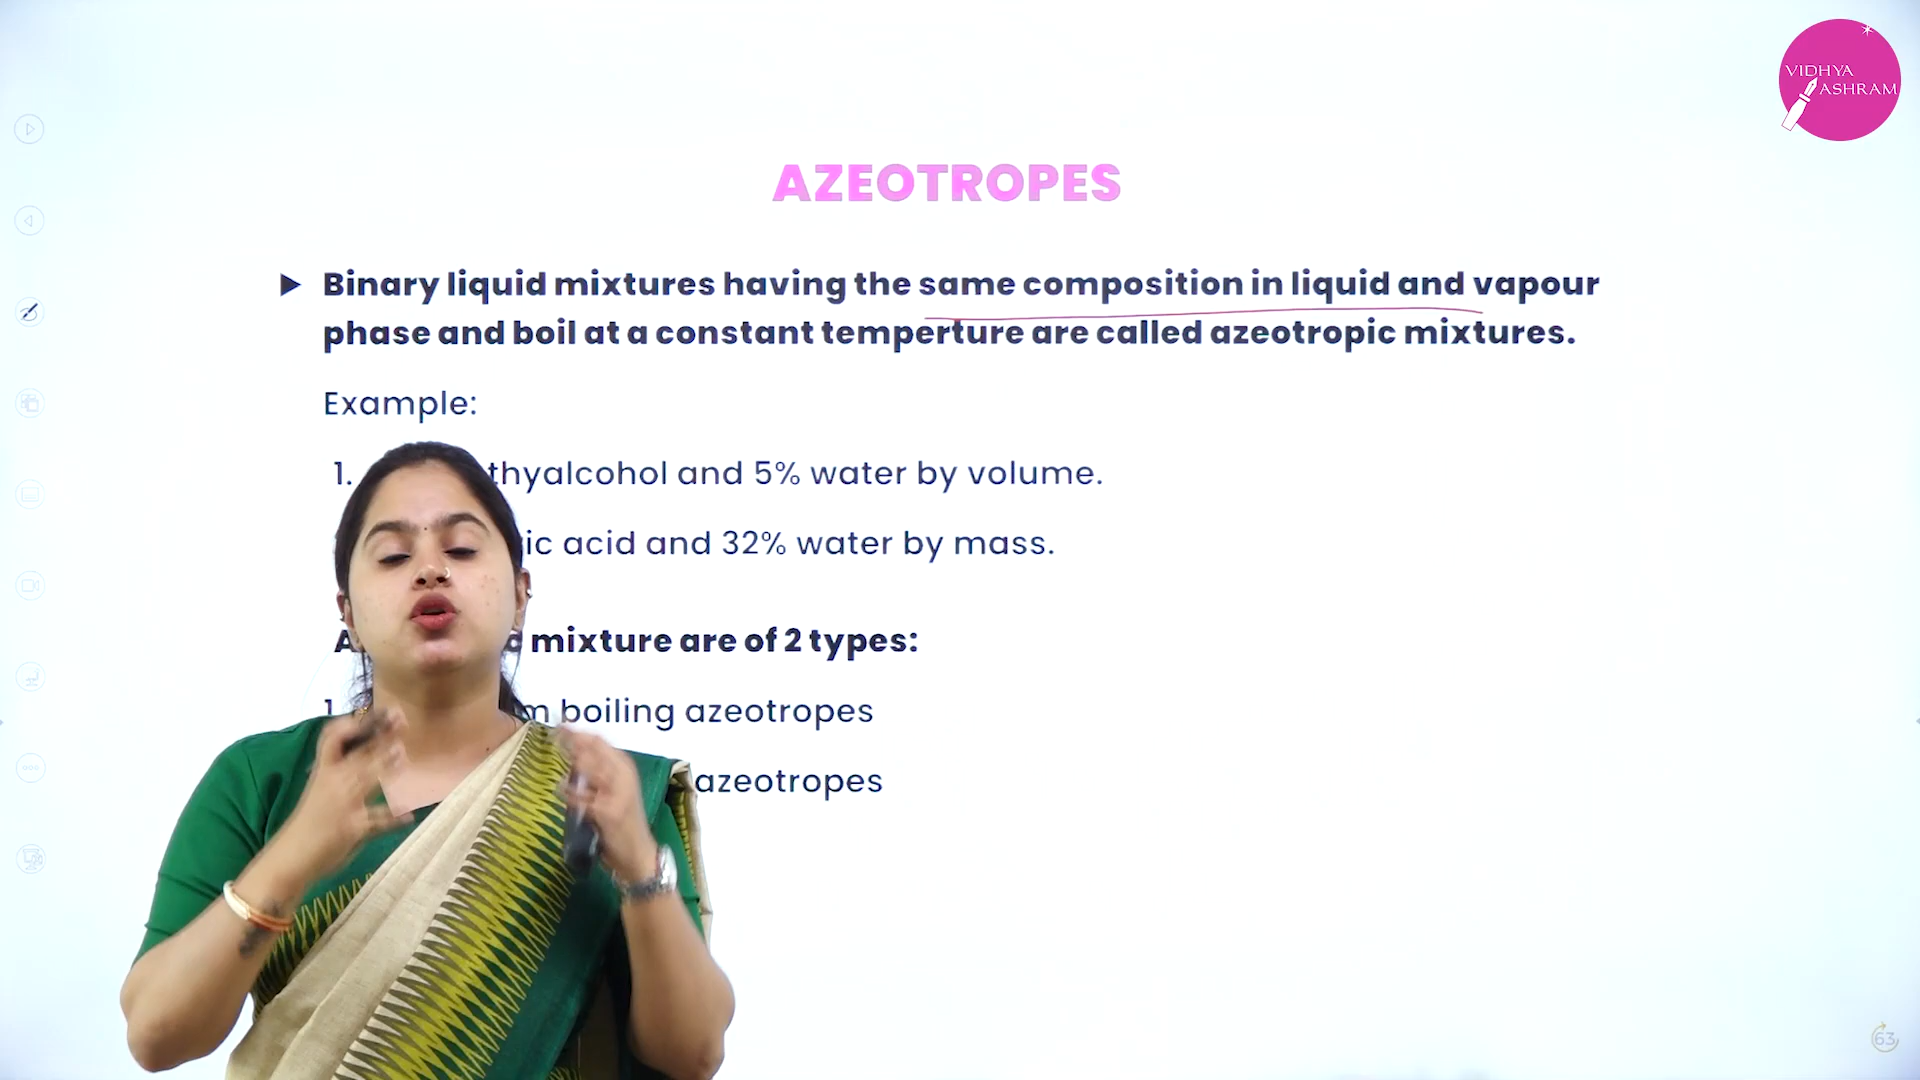 VIDHYA
ASHRAM
AZEOTROPES
Binary liquid mixtures having the same composition in liquid and vapour
phase and boil at a constant temperture are called azeotropic mixtures.
Example:
1. thyalcohol and 5% water by volume.
ic acid and 32% water by mass.
mixture are of 2 types:
1 boiling azeotropes
azeotropes
63